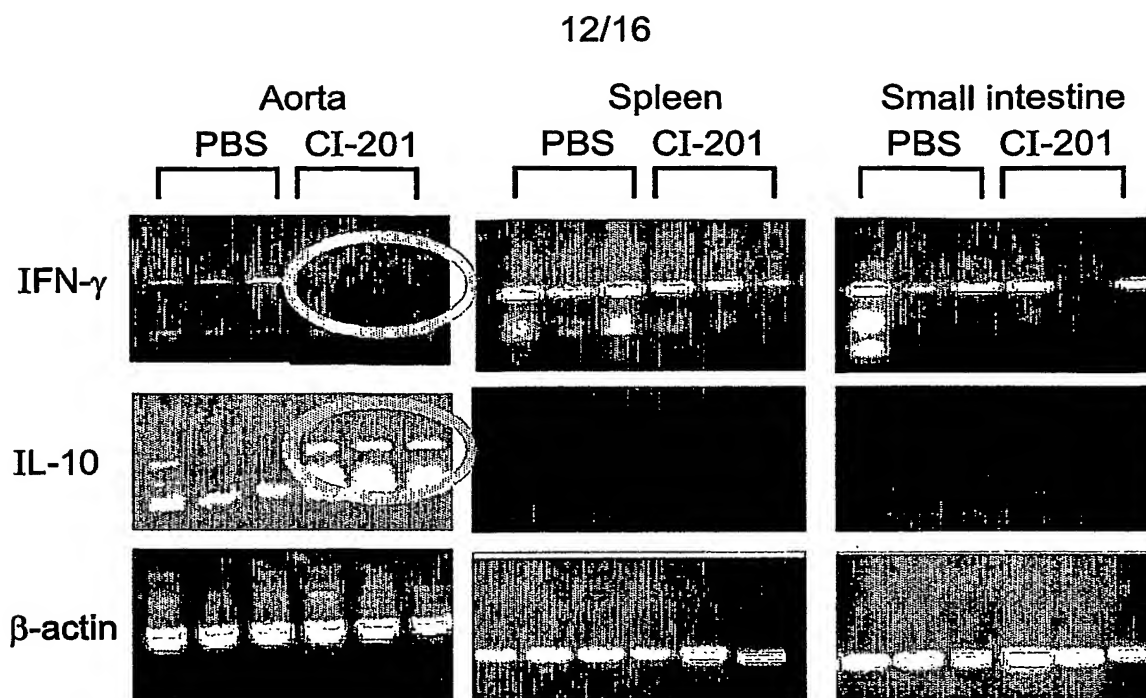 12/16
Aorta Spleen Small intestine
PBS CI-201 PBS CI-201 PBS CI-201
IFN-γ
IL-10
β-actin